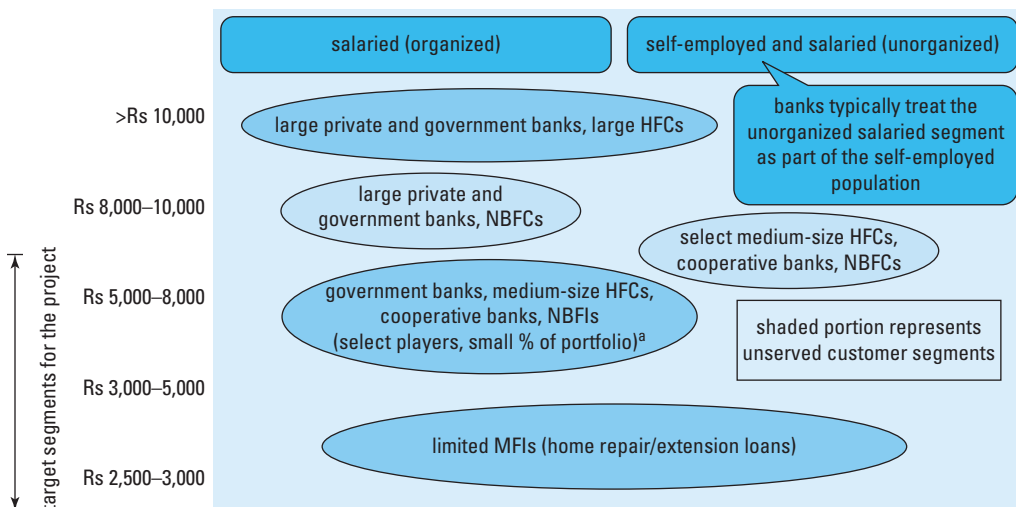 salaried (organized)
self-employed and salaried (unorganized)
>Rs 10,000
large private and government banks, large HFCs
banks typically treat the
unorganized salaried segment
as part of the self-employed
population
Rs 8,000–10,000
large private and
government banks, NBFCs
select medium-size HFCs,
cooperative banks, NBFCs
target segments for the project
Rs 5,000–8,000
government banks, medium-size HFCs,
cooperative banks, NBFIs
(select players, small % of portfolio)ᵃ
shaded portion represents
unserved customer segments
Rs 3,000–5,000
limited MFIs (home repair/extension loans)
Rs 2,500–3,000